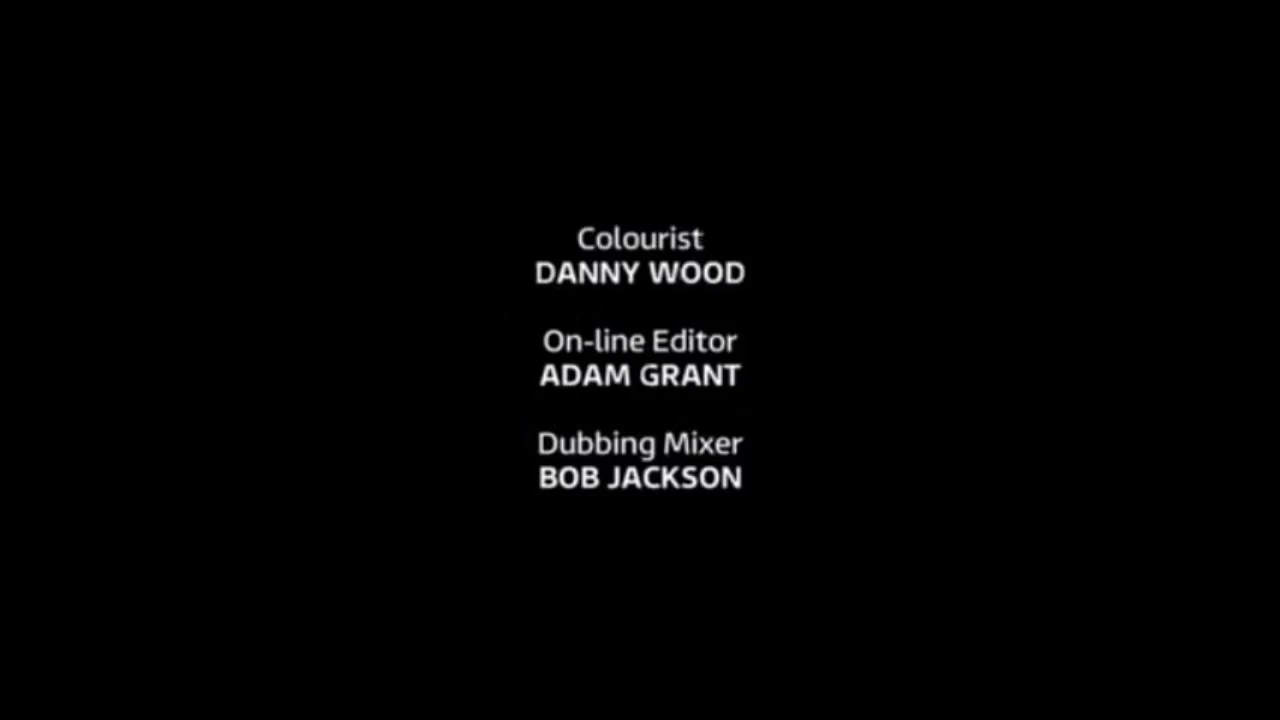 Colourist
DANNY WOOD
On-line Editor
ADAM GRANT
Dubbing Mixer
BOB JACKSON